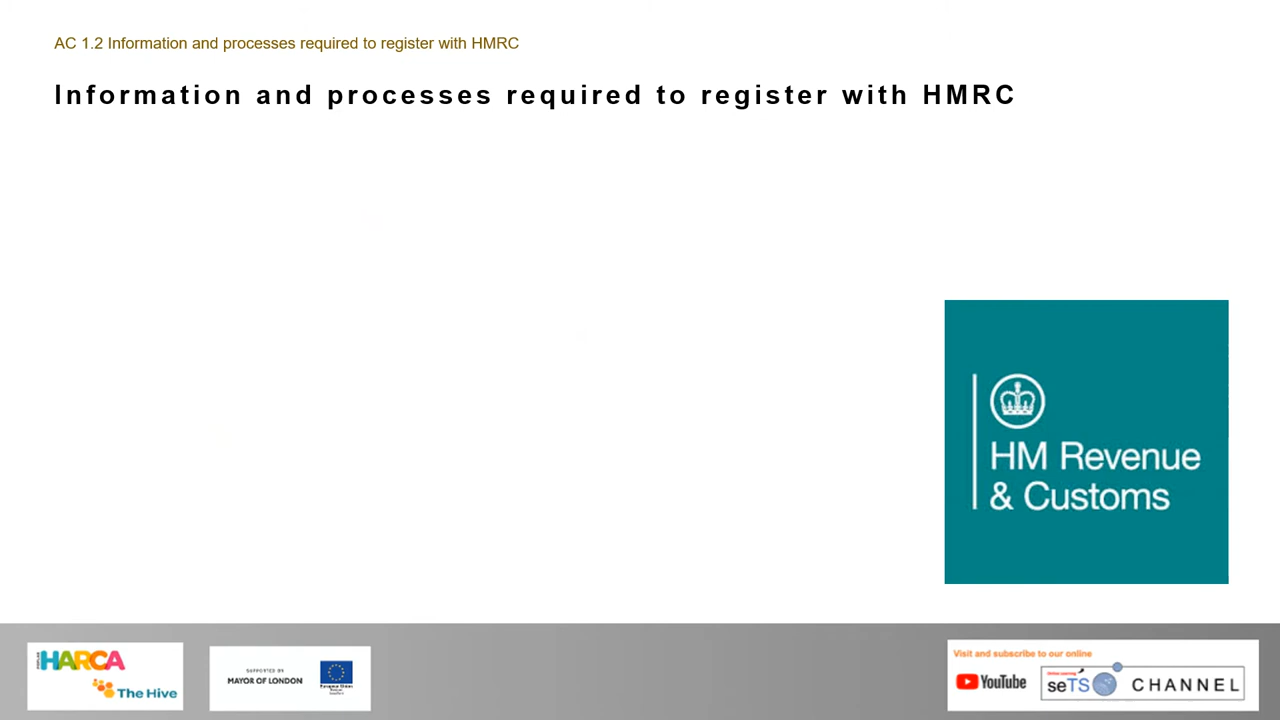 AC 1.2 Information and processes required to register with HMRC
Information and processes required to register with HMRC
HM Revenue
& Customs
HARCA
The Hive
SUPPORTED BY
MAYOR OF LONDON
Visit and subscribe to our online
YouTube
seTS CHANNEL